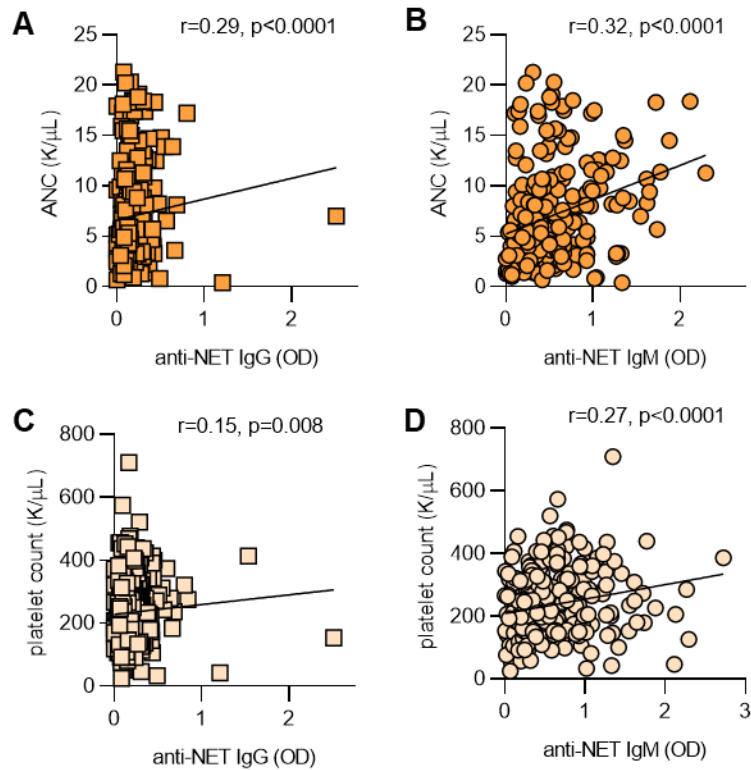 A
r=0.29, p<0.0001
25
20
15
10
5
0
ANC (K/μL)
0 1 2
anti-NET IgG (OD)
B
r=0.32, p<0.0001
25
20
15
10
5
0
ANC (K/μL)
0 1 2
anti-NET IgM (OD)
C
r=0.15, p=0.008
800
600
400
200
0
platelet count (K/μL)
0 1 2
anti-NET IgG (OD)
D
r=0.27, p<0.0001
800
600
400
200
0
platelet count (K/μL)
0 1 2 3
anti-NET IgM (OD)